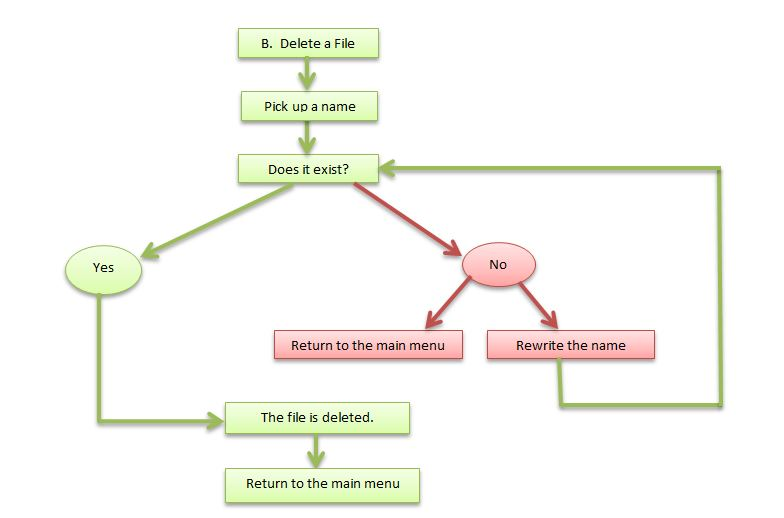 B. Delete a File
Pick up a name
Does it exist?
Yes
No
Return to the main menu
Rewrite the name
The file is deleted.
Return to the main menu